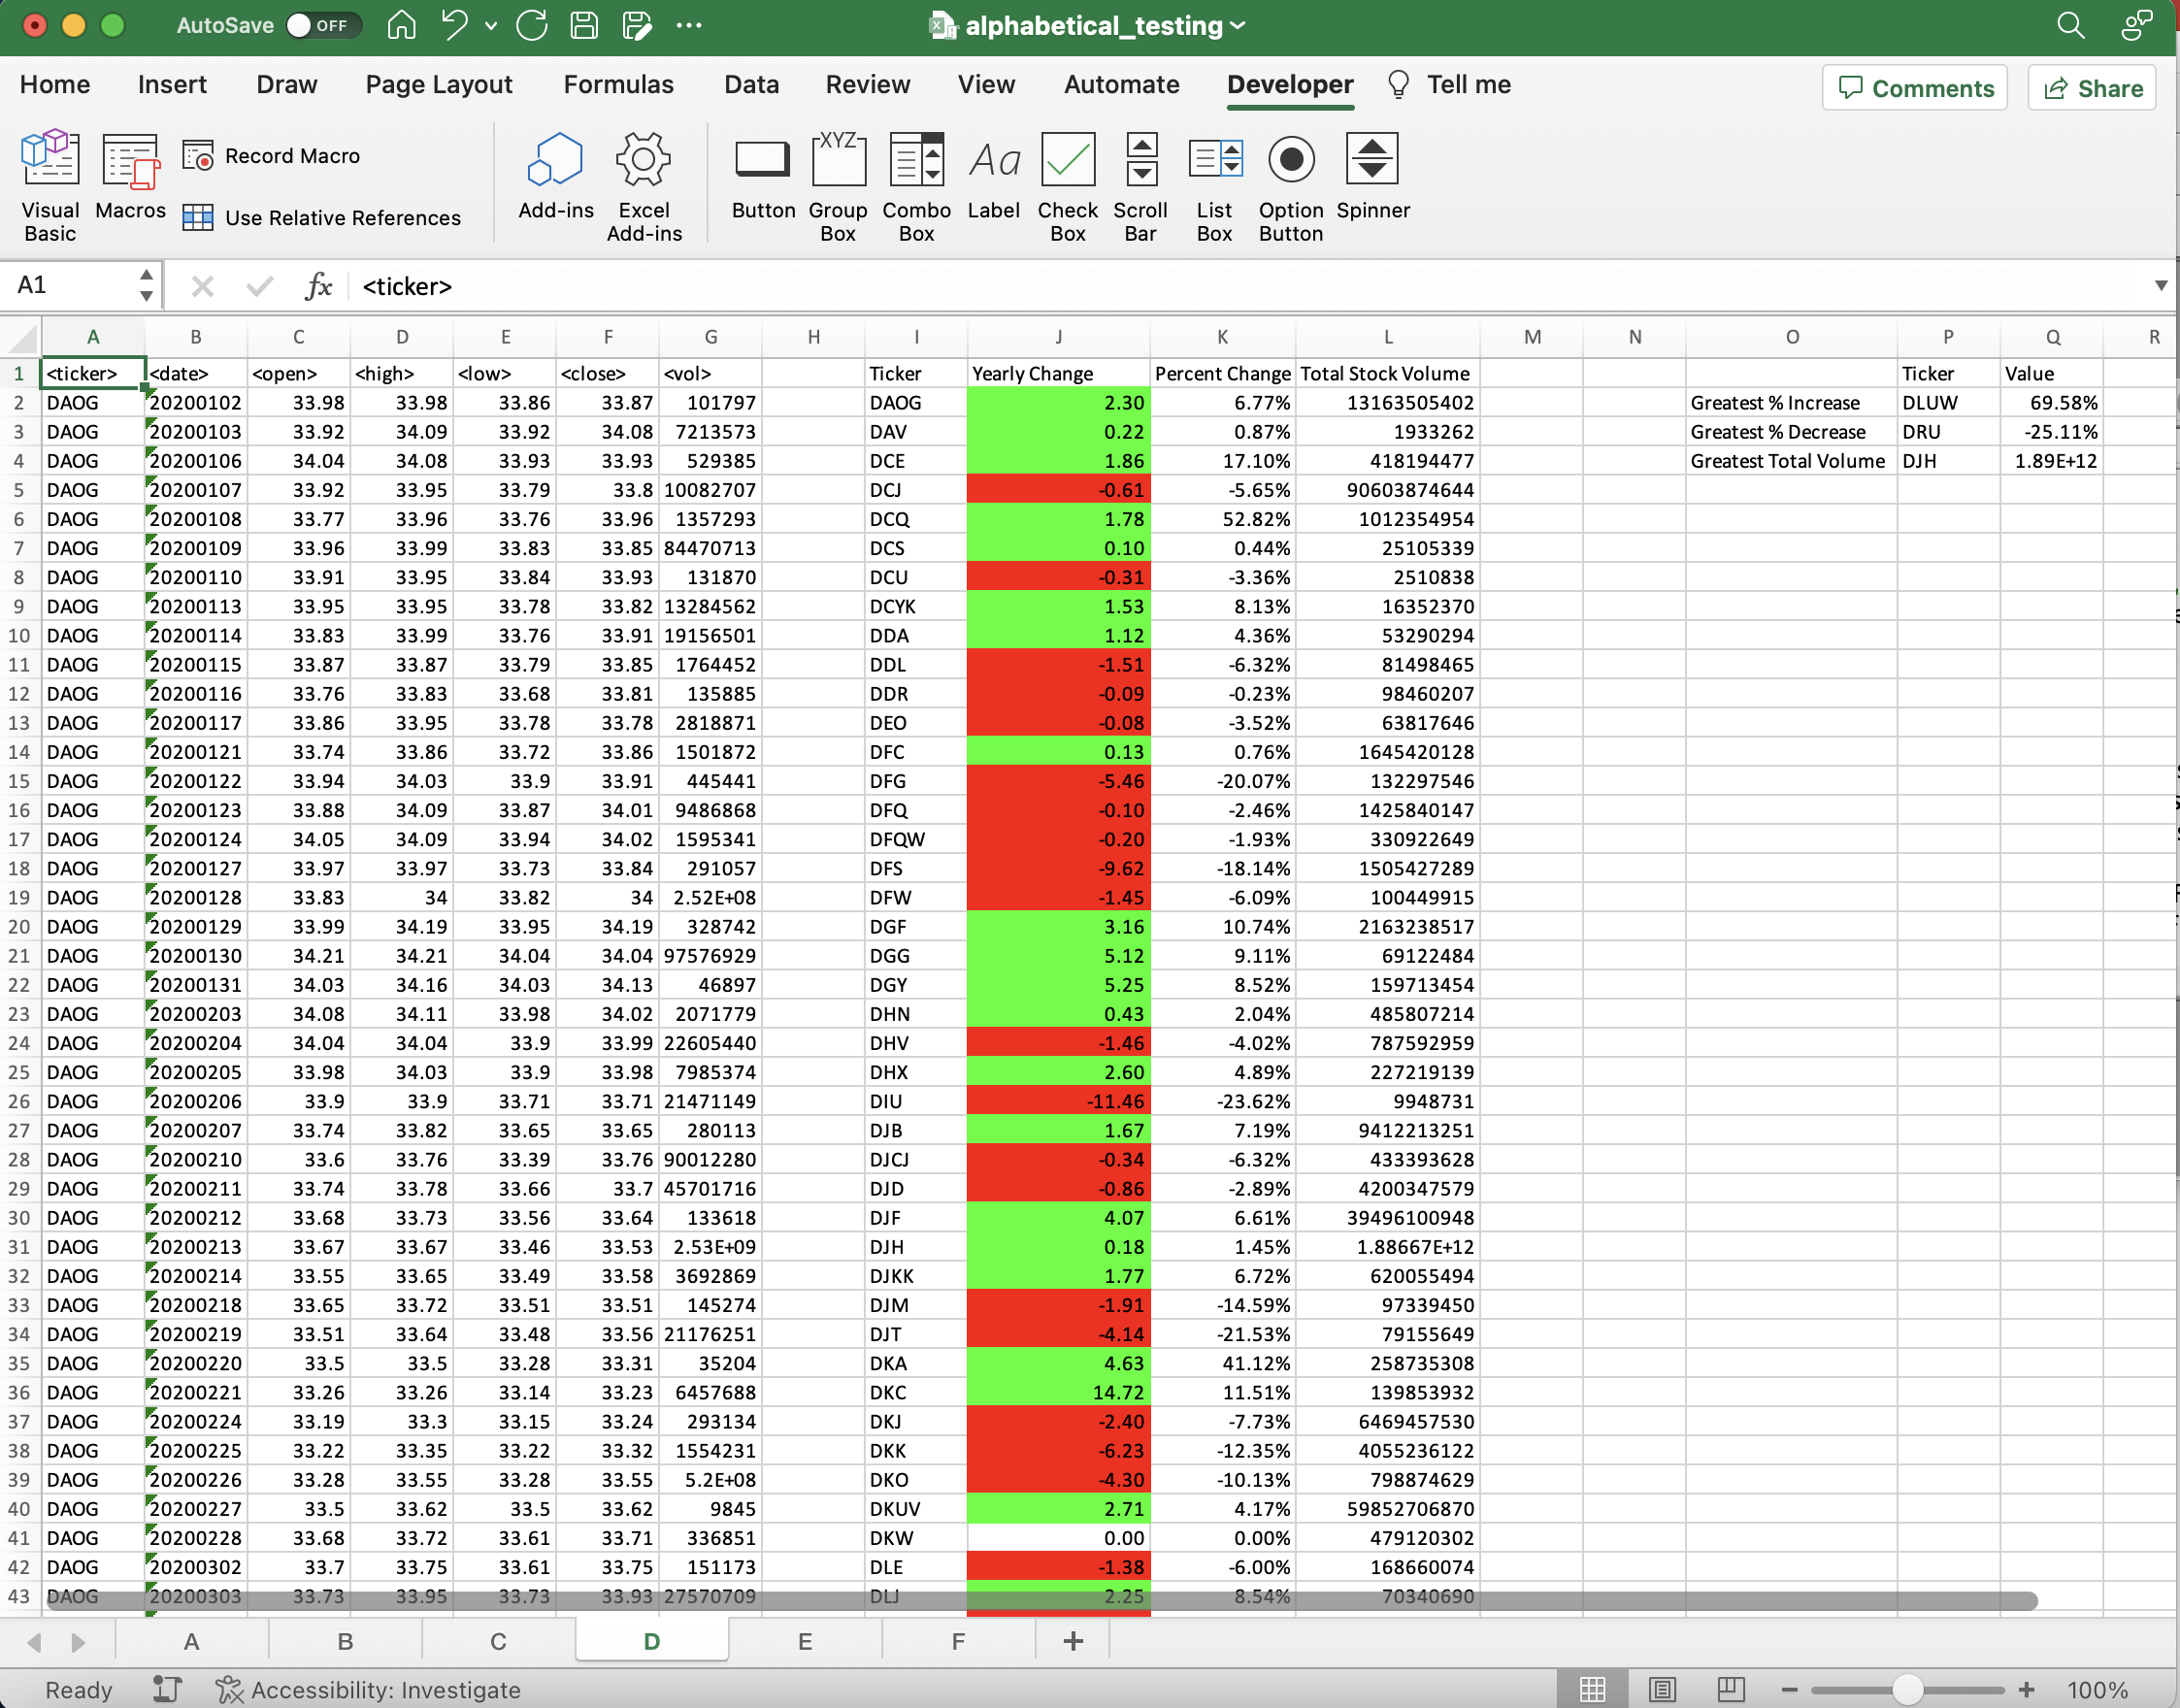 AutoSave OFF alphabetical_testing
Home Insert Draw Page Layout Formulas Data Review View Automate Developer Tell me Comments Share
Visual Basic Macros Record Macro Use Relative References Add-ins Excel Add-ins Button Group Box XYZ Combo Box Aa Label Check Box Scroll Bar List Box Option Button Spinner
A1 fx <ticker>
A B C D E F G H I J K L M N O P Q R
1 <ticker> <date> <open> <high> <low> <close> <vol> Ticker Yearly Change Percent Change Total Stock Volume Ticker Value
2 DAOG 20200102 33.98 33.98 33.86 33.87 101797 DAOG 2.30 6.77% 13163505402 Greatest % Increase DLUW 69.58%
3 DAOG 20200103 33.92 34.09 33.92 34.08 7213573 DAV 0.22 0.87% 1933262 Greatest % Decrease DRU -25.11%
4 DAOG 20200106 34.04 34.08 33.93 33.93 529385 DCE 1.86 17.10% 418194477 Greatest Total Volume DJH 1.89E+12
5 DAOG 20200107 33.92 33.95 33.79 33.8 10082707 DCJ -0.61 -5.65% 90603874644
6 DAOG 20200108 33.77 33.96 33.76 33.96 1357293 DCQ 1.78 52.82% 1012354954
7 DAOG 20200109 33.96 33.99 33.83 33.85 84470713 DCS 0.10 0.44% 25105339
8 DAOG 20200110 33.91 33.95 33.84 33.93 131870 DCU -0.31 -3.36% 2510838
9 DAOG 20200113 33.95 33.95 33.78 33.82 13284562 DCYK 1.53 8.13% 16352370
10 DAOG 20200114 33.83 33.99 33.76 33.91 19156501 DDA 1.12 4.36% 53290294
11 DAOG 20200115 33.87 33.87 33.79 33.85 1764452 DDL -1.51 -6.32% 81498465
12 DAOG 20200116 33.76 33.83 33.68 33.81 135885 DDR -0.09 -0.23% 98460207
13 DAOG 20200117 33.86 33.95 33.78 33.78 2818871 DEO -0.08 -3.52% 63817646
14 DAOG 20200121 33.74 33.86 33.72 33.86 1501872 DFC 0.13 0.76% 1645420128
15 DAOG 20200122 33.94 34.03 33.9 33.91 445441 DFG -5.46 -20.07% 132297546
16 DAOG 20200123 33.88 34.09 33.87 34.01 9486868 DFQ -0.10 -2.46% 1425840147
17 DAOG 20200124 34.05 34.09 33.94 34.02 1595341 DFQW -0.20 -1.93% 330922649
18 DAOG 20200127 33.97 33.97 33.73 33.84 291057 DFS -9.62 -18.14% 1505427289
19 DAOG 20200128 33.83 34 33.82 34 2.52E+08 DFW -1.45 -6.09% 100449915
20 DAOG 20200129 33.99 34.19 33.95 34.19 328742 DGF 3.16 10.74% 2163238517
21 DAOG 20200130 34.21 34.21 34.04 34.04 97576929 DGG 5.12 9.11% 69122484
22 DAOG 20200131 34.03 34.16 34.03 34.13 46897 DGY 5.25 8.52% 159713454
23 DAOG 20200203 34.08 34.11 33.98 34.02 2071779 DHN 0.43 2.04% 485807214
24 DAOG 20200204 34.04 34.04 33.9 33.99 22605440 DHV -1.46 -4.02% 787592959
25 DAOG 20200205 33.98 34.03 33.9 33.98 7985374 DHX 2.60 4.89% 227219139
26 DAOG 20200206 33.9 33.9 33.71 33.71 21471149 DIU -11.46 -23.62% 9948731
27 DAOG 20200207 33.74 33.82 33.65 33.65 280113 DJB 1.67 7.19% 9412213251
28 DAOG 20200210 33.6 33.76 33.39 33.76 90012280 DJCJ -0.34 -6.32% 433393628
29 DAOG 20200211 33.74 33.78 33.66 33.7 45701716 DJD -0.86 -2.89% 4200347579
30 DAOG 20200212 33.68 33.73 33.56 33.64 133618 DJF 4.07 6.61% 39496100948
31 DAOG 20200213 33.67 33.67 33.46 33.53 2.53E+09 DJH 0.18 1.45% 1.88667E+12
32 DAOG 20200214 33.55 33.65 33.49 33.58 3692869 DJKK 1.77 6.72% 620055494
33 DAOG 20200218 33.65 33.72 33.51 33.51 145274 DJM -1.91 -14.59% 97339450
34 DAOG 20200219 33.51 33.64 33.48 33.56 21176251 DJT -4.14 -21.53% 79155649
35 DAOG 20200220 33.5 33.5 33.28 33.31 35204 DKA 4.63 41.12% 258735308
36 DAOG 20200221 33.26 33.26 33.14 33.23 6457688 DKC 14.72 11.51% 139853932
37 DAOG 20200224 33.19 33.3 33.15 33.24 293134 DKJ -2.40 -7.73% 6469457530
38 DAOG 20200225 33.22 33.35 33.22 33.32 1554231 DKK -6.23 -12.35% 4055236122
39 DAOG 20200226 33.28 33.55 33.28 33.55 5.2E+08 DKO -4.30 -10.13% 798874629
40 DAOG 20200227 33.5 33.62 33.5 33.62 9845 DKUV 2.71 4.17% 59852706870
41 DAOG 20200228 33.68 33.72 33.61 33.71 336851 DKW 0.00 0.00% 479120302
42 DAOG 20200302 33.7 33.75 33.61 33.75 151173 DLE -1.38 -6.00% 168660074
43 DAOG 20200303 33.73 33.95 33.73 33.93 27570709 DLJ 2.25 8.54% 70340690
A B C D E F +
Ready Accessibility: Investigate 100%